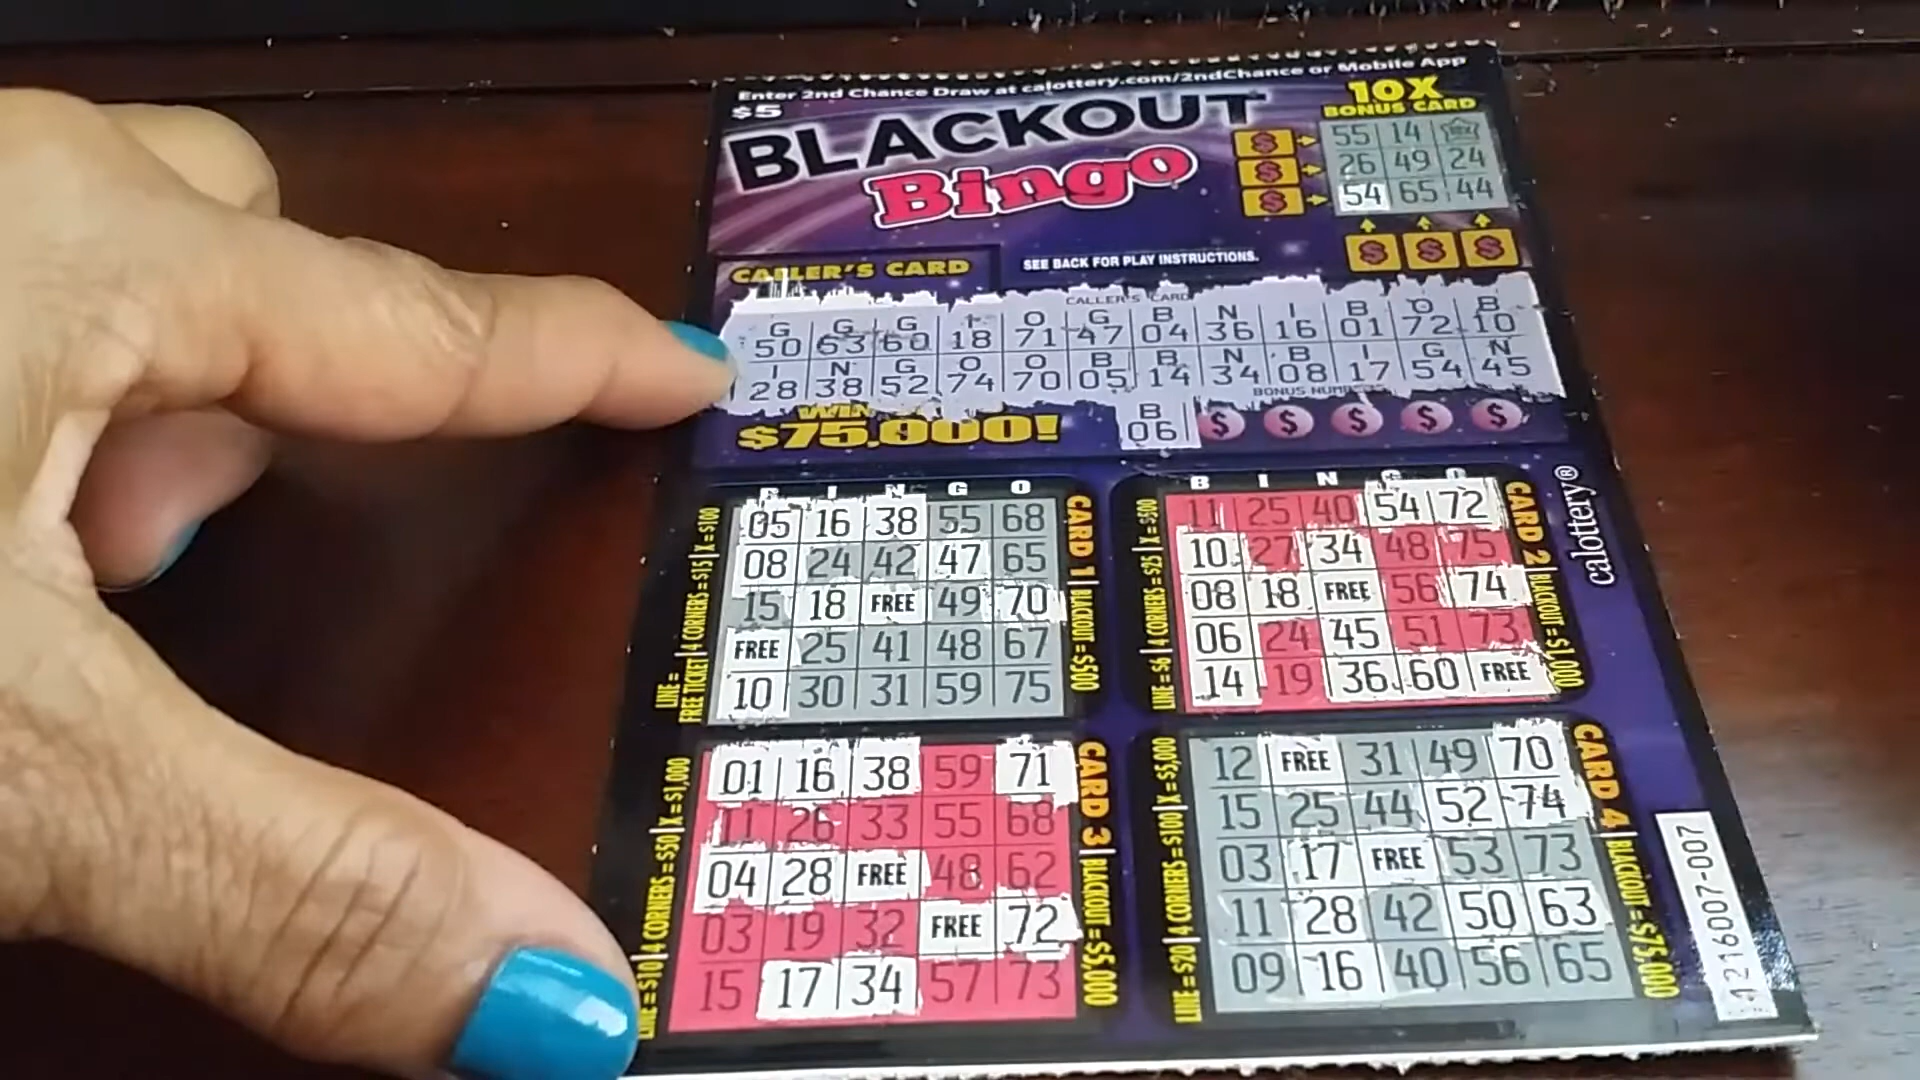 Enter 2nd Chance Draw at calottery.com/2ndChance or Mobile App
$5
BLACKOUT
Bingo
10X
BONUS CARD
55 14
26 49 24
54 65 44
CALLER'S CARD
SEE BACK FOR PLAY INSTRUCTIONS.
CALLER'S CARD
G G G I O G B N I B O B
50 63 60 18 71 47 04 36 16 01 72 10
I N G O O B B N B I G N
28 38 52 74 70 05 14 34 08 17 54 45
$75,000!
B
06
B I N G O
05 16 38 55 68
08 24 42 47 65
15 18 FREE 49 70
FREE 25 41 48 67
10 30 31 59 75
LINE = FREE TICKET | 4 CORNERS = $15 | X = $100
CARD 1 | BLACKOUT = $500
B I N G O
11 25 40 54 72
10 27 34 48 75
08 18 FREE 56 74
06 24 45 51 73
14 19 36 60 FREE
LINE = $6 | 4 CORNERS = $25 | X = $500
CARD 2 | BLACKOUT = $1,000
calottery®
01 16 38 59 71
11 26 33 55 68
04 28 FREE 48 62
03 19 32 FREE 72
15 17 34 57 73
LINE = $10 | 4 CORNERS = $50 | X = $1,000
CARD 3 | BLACKOUT = $5,000
12 FREE 31 49 70
15 25 44 52 74
03 17 FREE 53 73
11 28 42 50 63
09 16 40 56 65
LINE = $20 | 4 CORNERS = $100 | X = $5,000
CARD 4 | BLACKOUT = $75,000
1216007-007